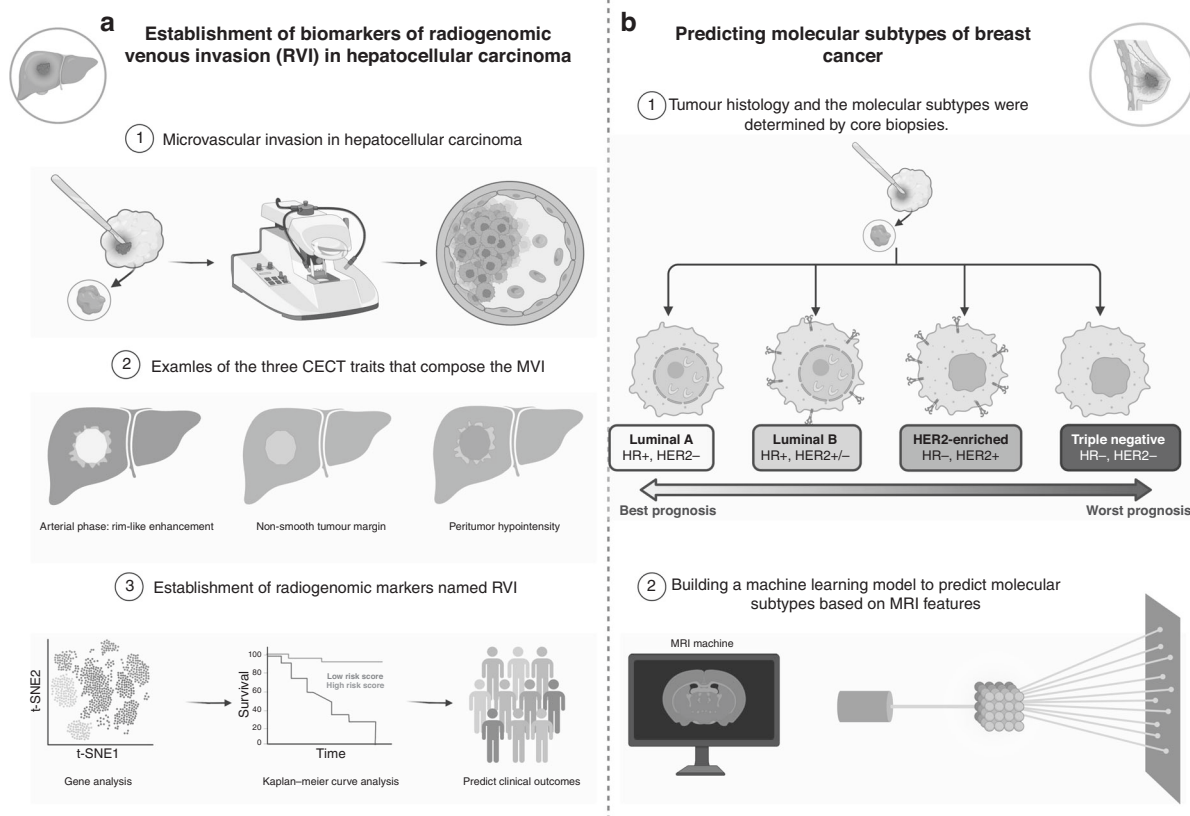 a
Establishment of biomarkers of radiogenomic
venous invasion (RVI) in hepatocellular carcinoma
1 Microvascular invasion in hepatocellular carcinoma
2 Examles of the three CECT traits that compose the MVI
Arterial phase: rim-like enhancement
Non-smooth tumour margin
Peritumor hypointensity
3 Establishment of radiogenomic markers named RVI
t-SNE2
t-SNE1
Gene analysis
Survival
100
80
60
40
20
0
Low risk score
High risk score
Time
Kaplan–meier curve analysis
Predict clinical outcomes
b
Predicting molecular subtypes of breast
cancer
1 Tumour histology and the molecular subtypes were
determined by core biopsies.
Luminal A
HR+, HER2–
Luminal B
HR+, HER2+/–
HER2-enriched
HR–, HER2+
Triple negative
HR–, HER2–
Best prognosis
Worst prognosis
2 Building a machine learning model to predict molecular
subtypes based on MRI features
MRI machine